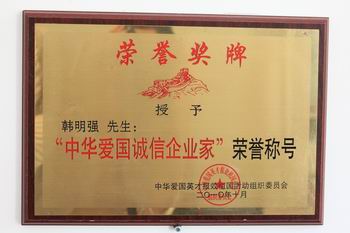 荣誉奖牌
授予
韩明强 先生：
“中华爱国诚信企业家”荣誉称号
中华爱国英才报效祖国活动组织委员会
二〇一〇年十月